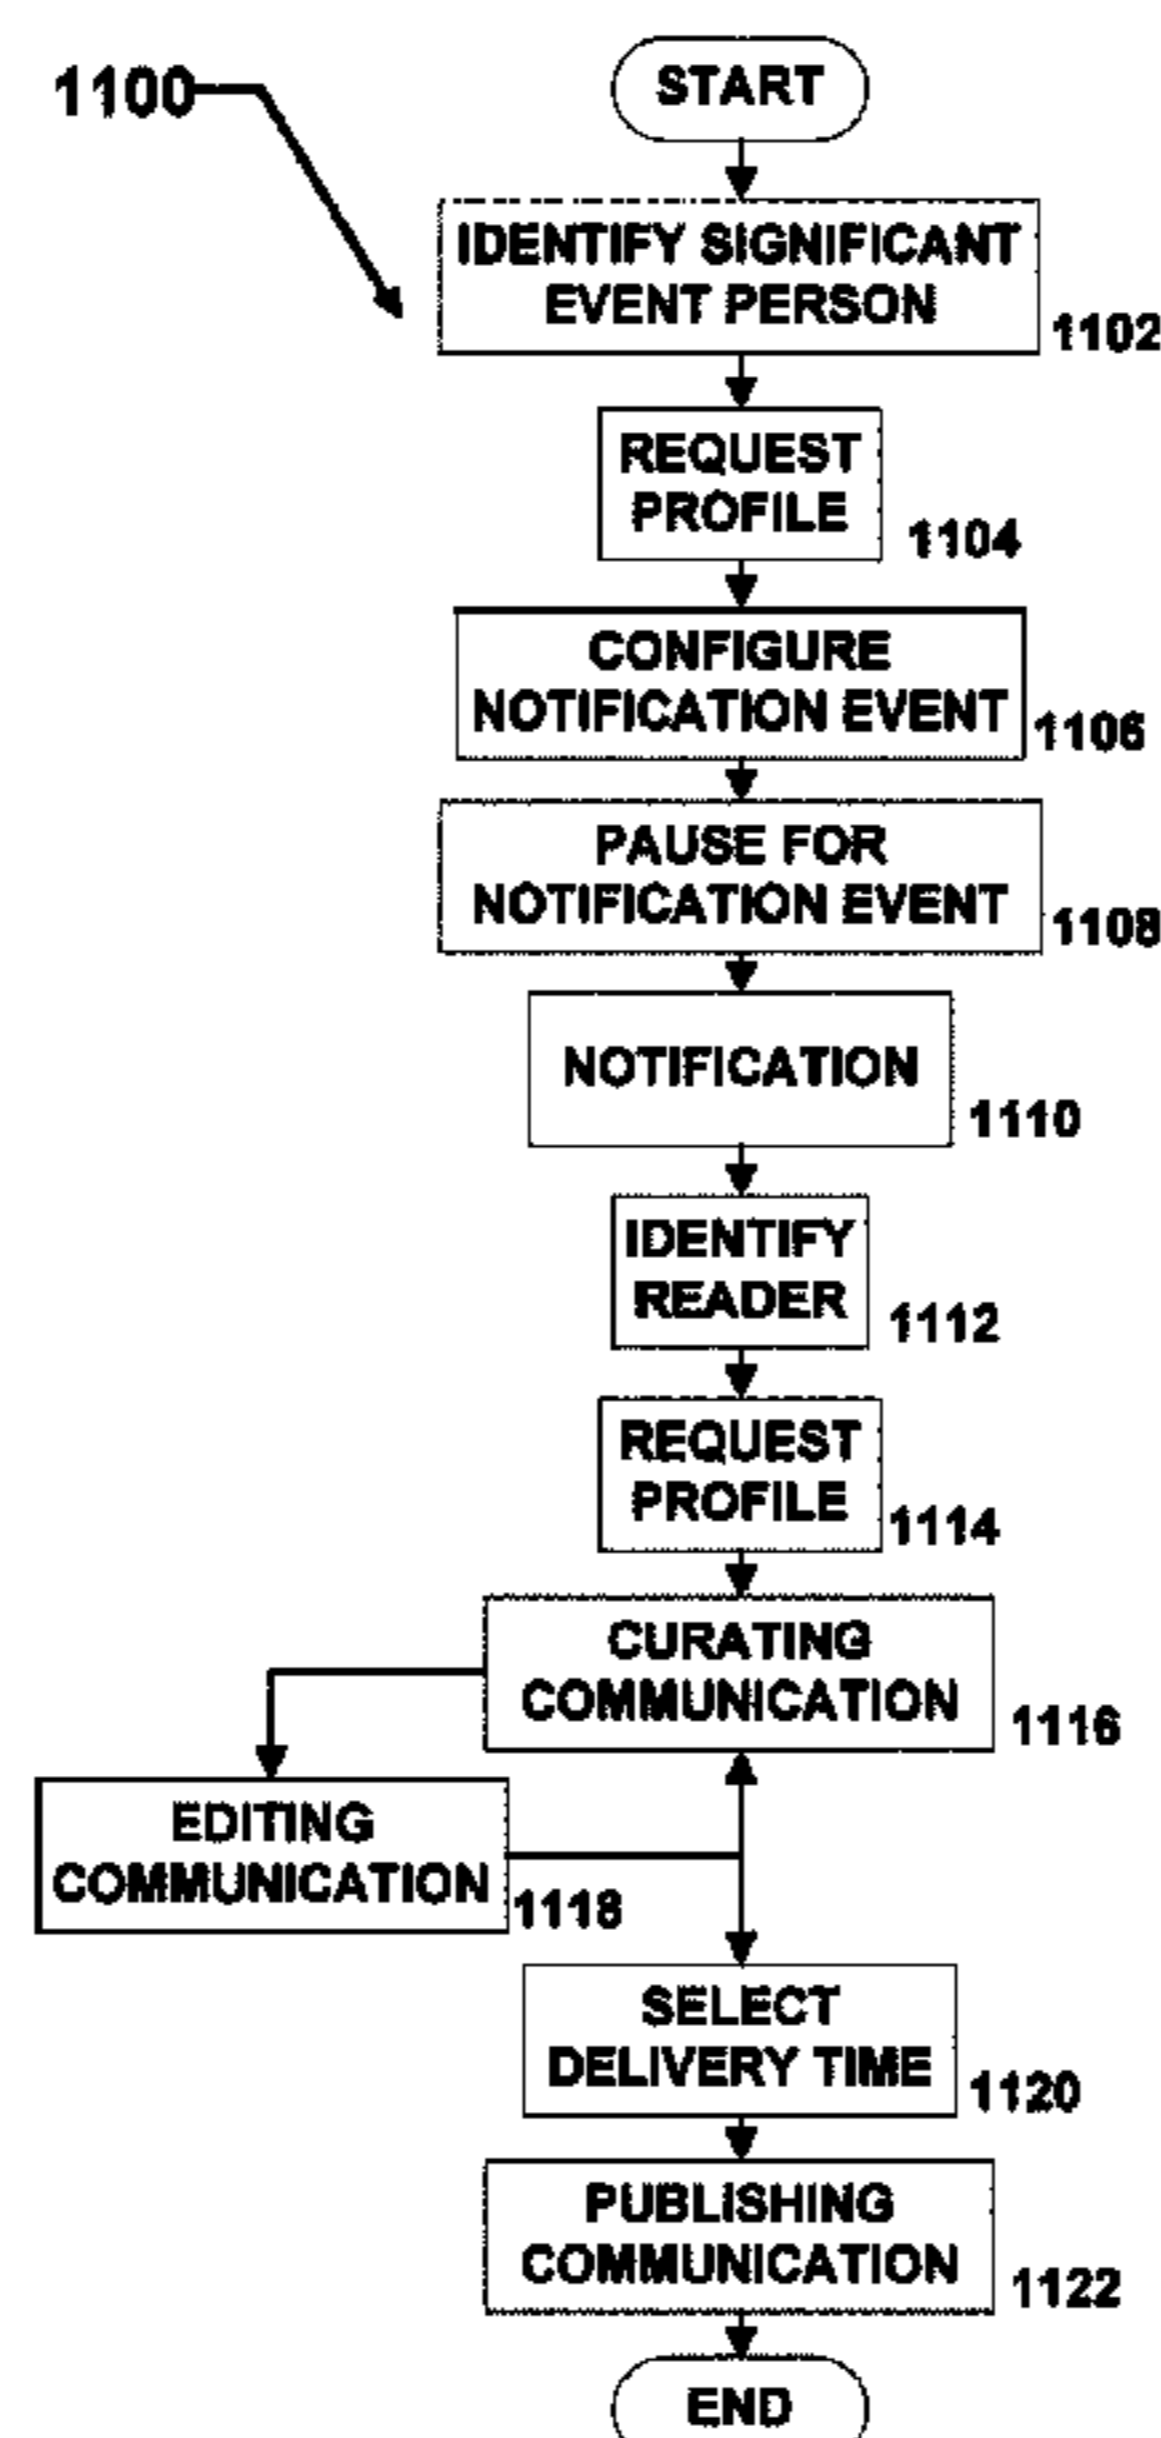 1100
START
IDENTIFY SIGNIFICANT
EVENT PERSON
1102
REQUEST
PROFILE
1104
CONFIGURE
NOTIFICATION EVENT
1106
PAUSE FOR
NOTIFICATION EVENT
1108
NOTIFICATION
1110
IDENTIFY
READER
1112
REQUEST
PROFILE
1114
CURATING
COMMUNICATION
1116
EDITING
COMMUNICATION
1118
SELECT
DELIVERY TIME
1120
PUBLISHING
COMMUNICATION
1122
END